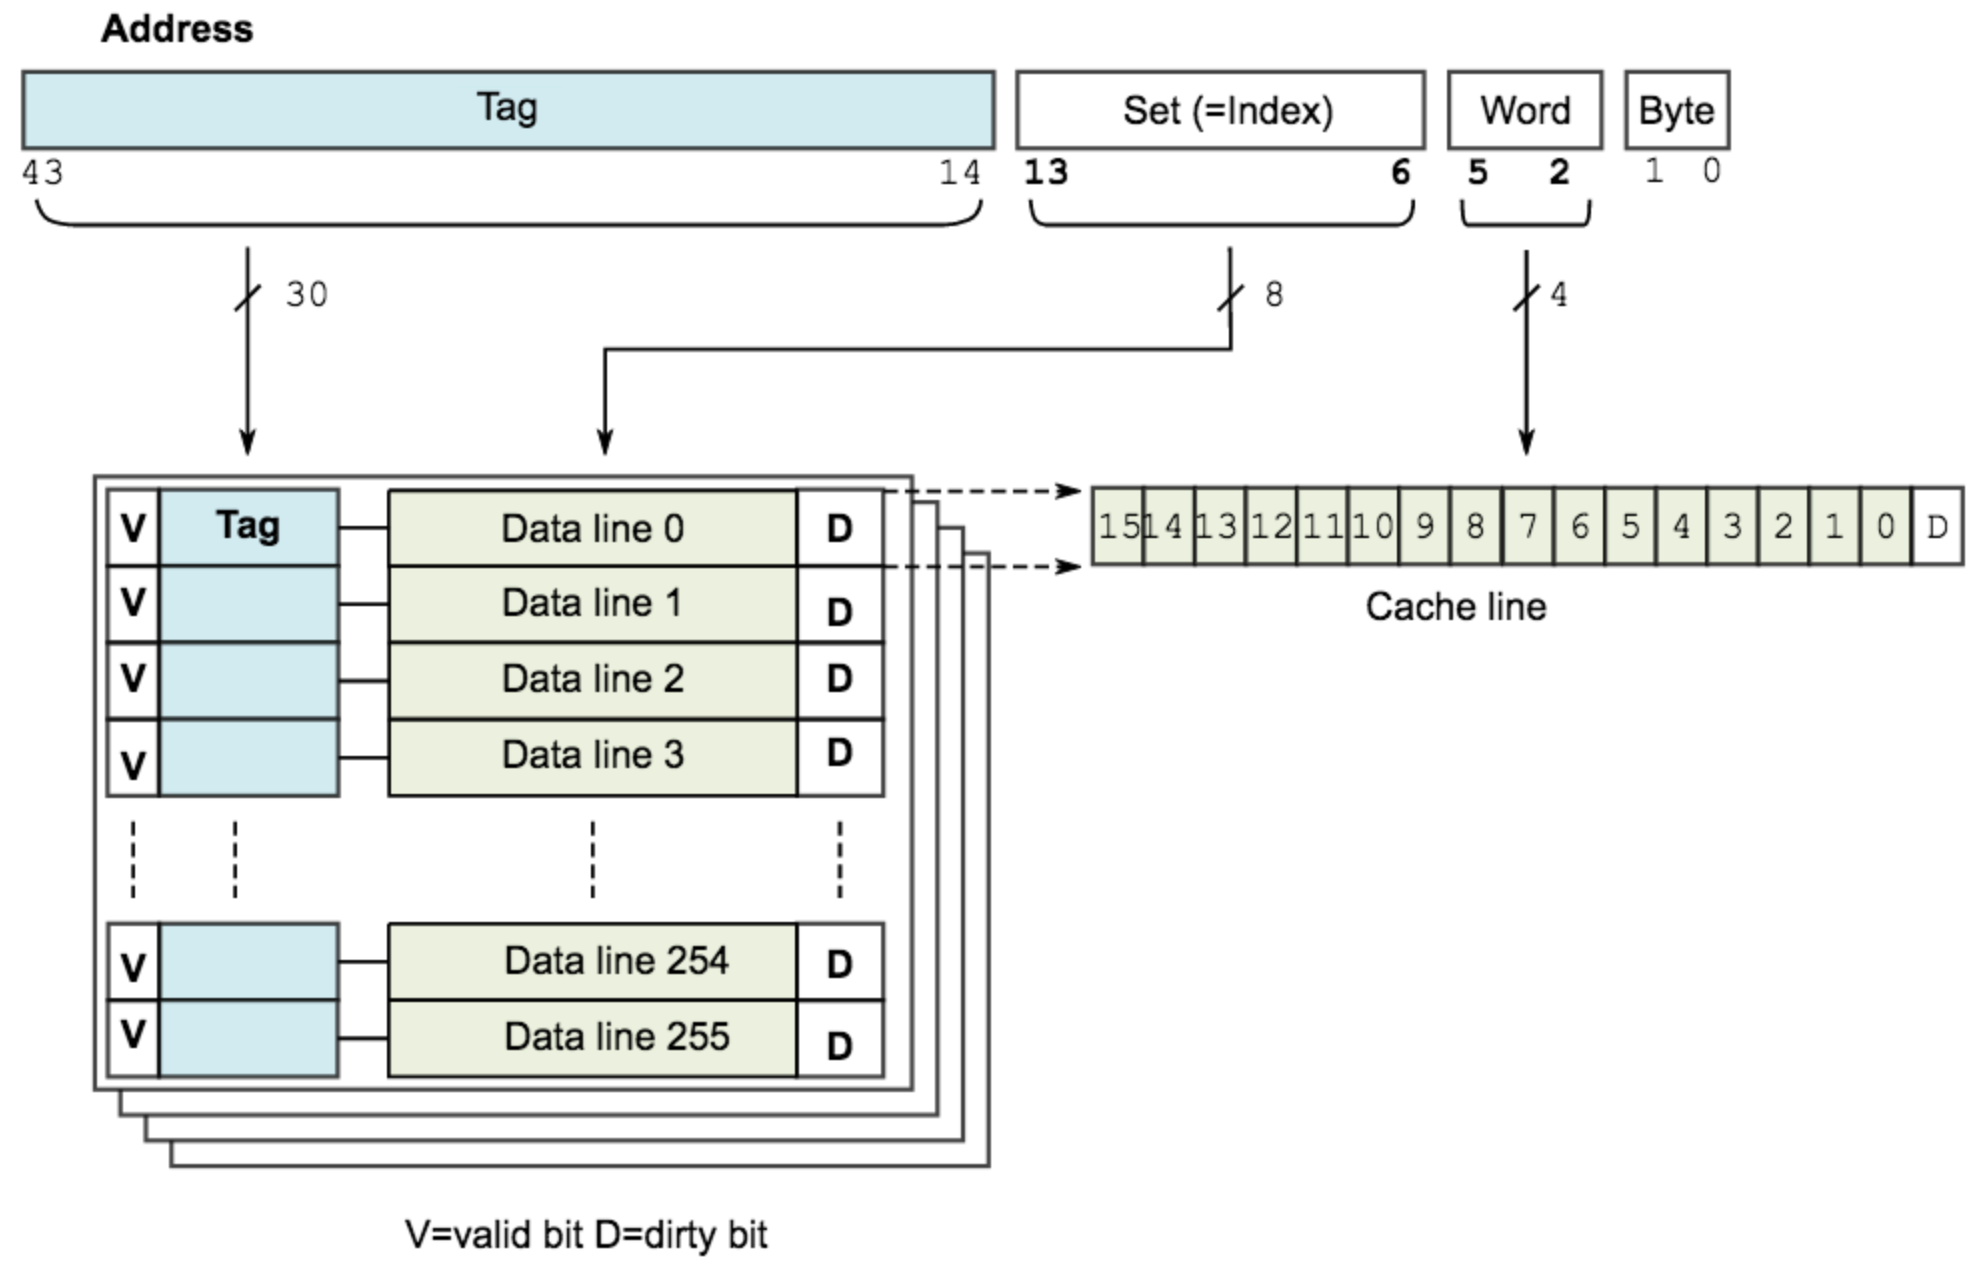 Address
Tag Set (=Index) Word Byte
43 14 13 6 5 2 1 0
30 8 4
V Tag Data line 0 D
15 14 13 12 11 10 9 8 7 6 5 4 3 2 1 0 D
V Data line 1 D
Cache line
V Data line 2 D
V Data line 3 D
V Data line 254 D
V Data line 255 D
V=valid bit D=dirty bit